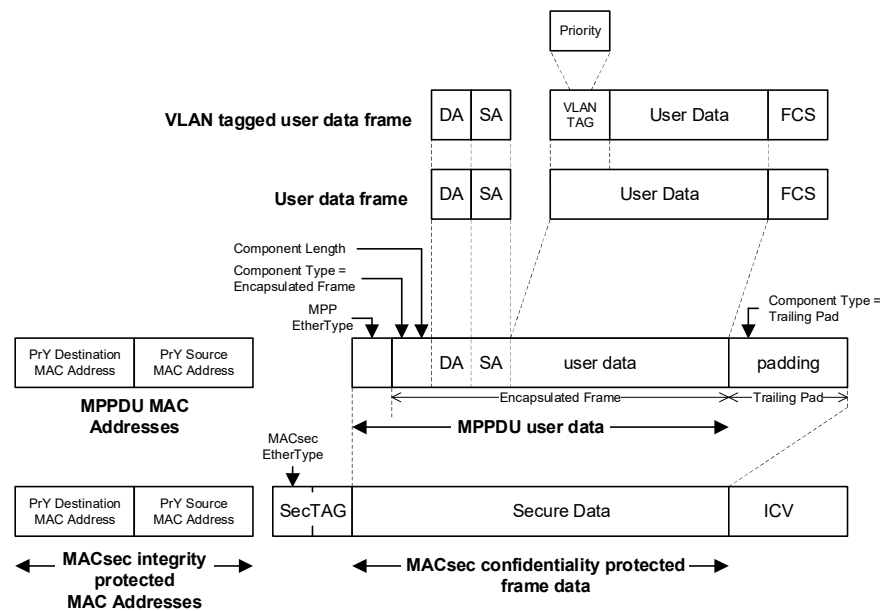 Priority
VLAN tagged user data frame
DA
SA
VLAN
TAG
User Data
FCS
User data frame
DA
SA
User Data
FCS
Component Length
Component Type =
Encapsulated Frame
MPP
EtherType
Component Type =
Trailing Pad
PrY Destination
MAC Address
PrY Source
MAC Address
DA
SA
user data
padding
Encapsulated Frame
Trailing Pad
MPPDU MAC
Addresses
MPPDU user data
MACsec
EtherType
PrY Destination
MAC Address
PrY Source
MAC Address
SecTAG
Secure Data
ICV
MACsec integrity
protected
MAC Addresses
MACsec confidentiality protected
frame data